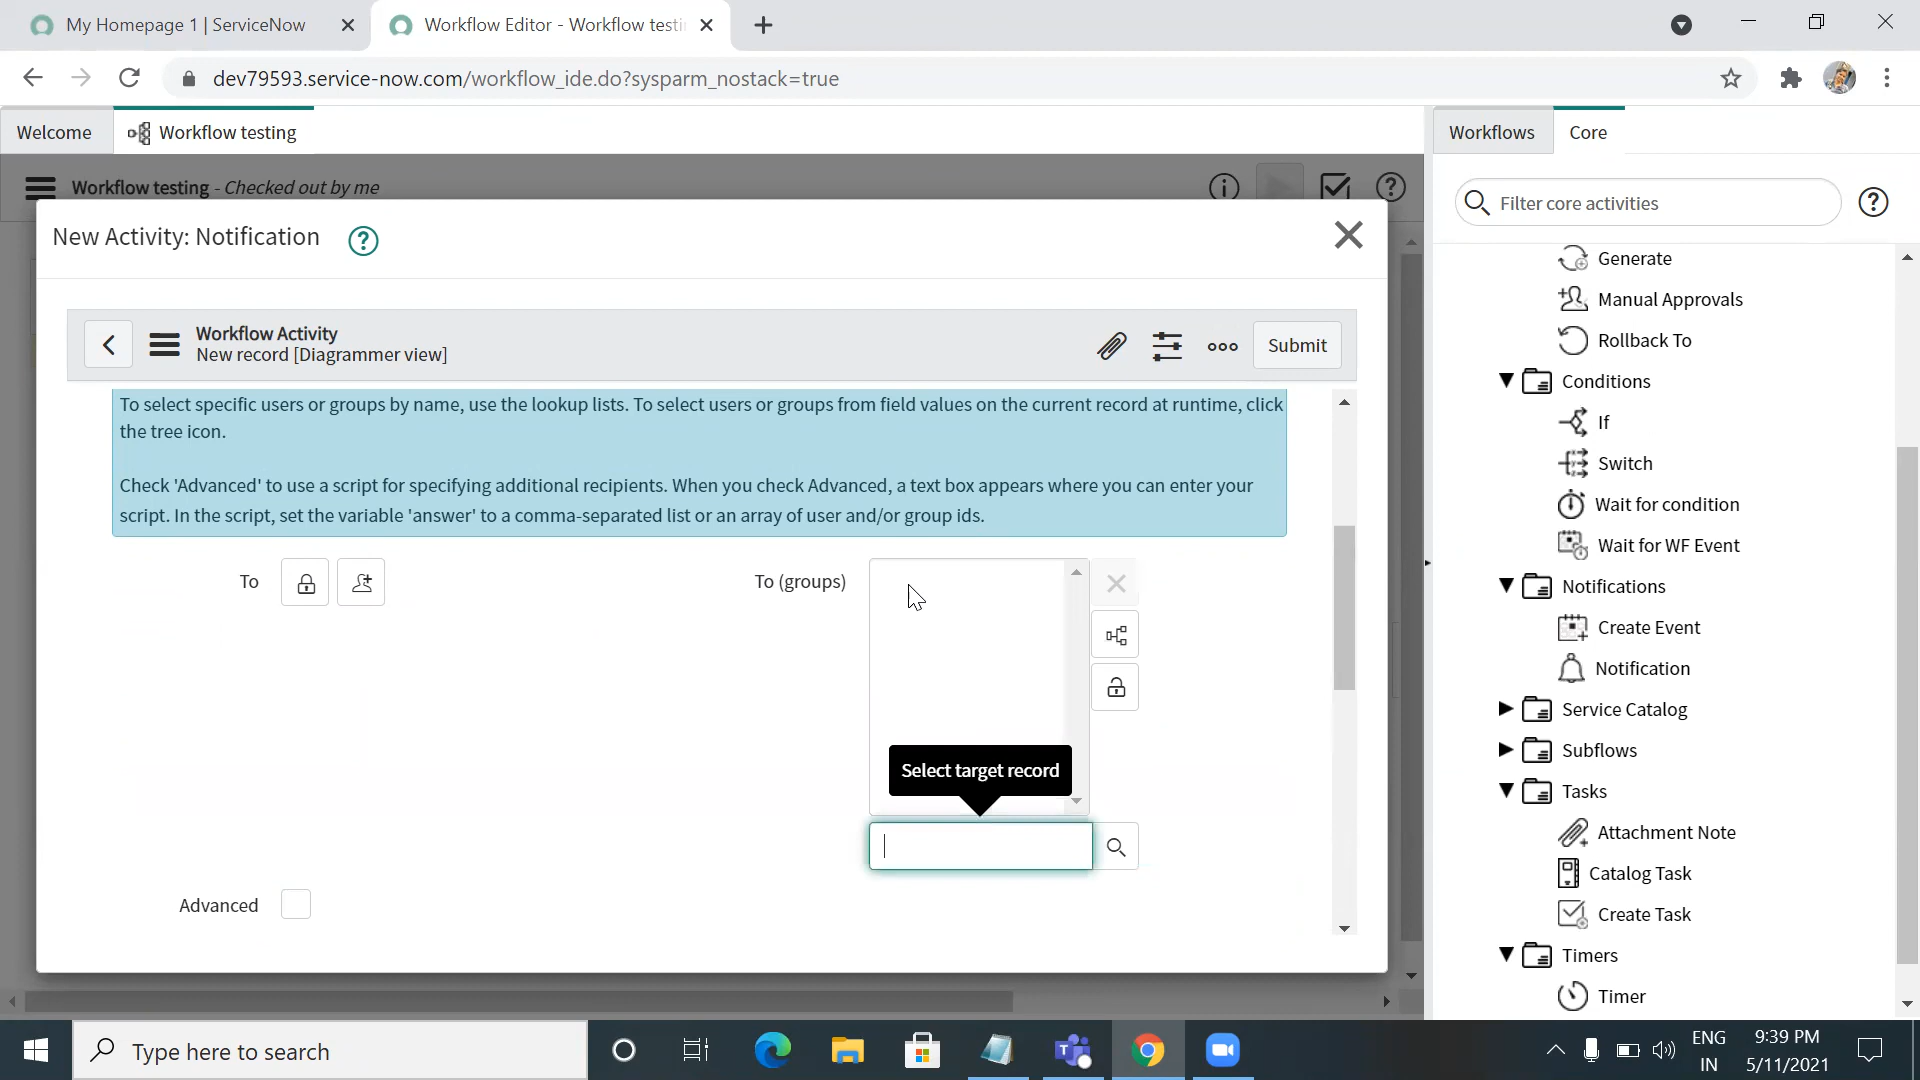 My Homepage 1 | ServiceNow
Workflow Editor - Workflow testi
dev79593.service-now.com/workflow_ide.do?sysparm_nostack=true
Welcome
Workflow testing
Workflows
Core
Workflow testing - Checked out by me
Filter core activities
New Activity: Notification
Workflow Activity
New record [Diagrammer view]
Submit
To select specific users or groups by name, use the lookup lists. To select users or groups from field values on the current record at runtime, click
the tree icon.
Check 'Advanced' to use a script for specifying additional recipients. When you check Advanced, a text box appears where you can enter your
script. In the script, set the variable 'answer' to a comma-separated list or an array of user and/or group ids.
To
To (groups)
Select target record
Advanced
Generate
Manual Approvals
Rollback To
Conditions
If
Switch
Wait for condition
Wait for WF Event
Notifications
Create Event
Notification
Service Catalog
Subflows
Tasks
Attachment Note
Catalog Task
Create Task
Timers
Timer
Type here to search
ENG
IN
9:39 PM
5/11/2021